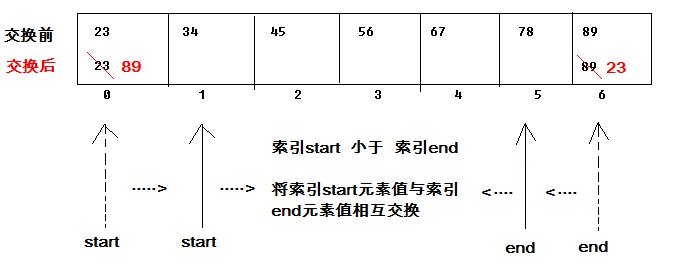 交换前 23 34 45 56 67 78 89
交换后 23 89 89 23
0 1 2 3 4 5 6
索引start 小于 索引end
将索引start元素值与索引
end元素值相互交换
start start end end